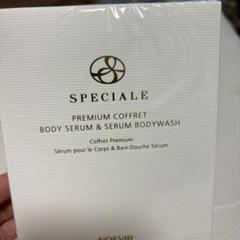 SPECIALE
PREMIUM COFFRET
BODY SERUM & SERUM BODYWASH
Coffret Premium
Sérum pour le Corps & Bain-Douche Sérum
NOEVIR